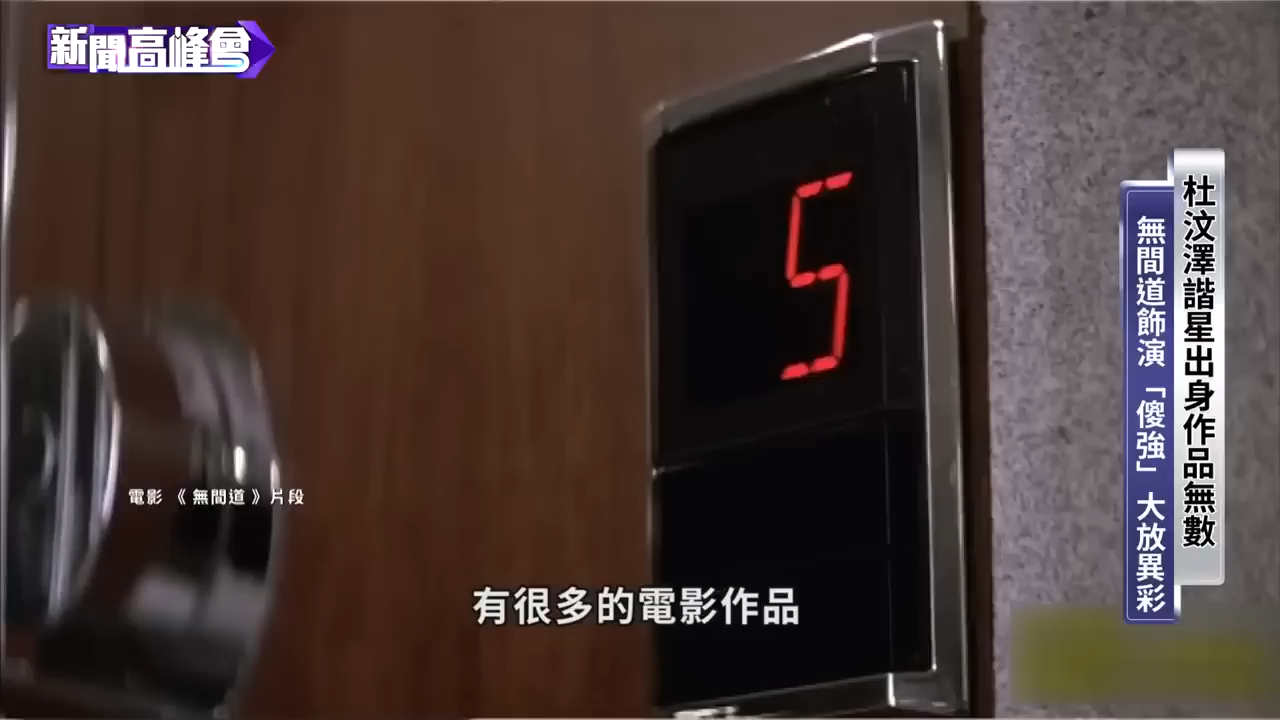 新聞高峰會
5
杜汶澤諧星出身作品無數
無間道飾演「傻強」大放異彩
電影《無間道》片段
有很多的電影作品